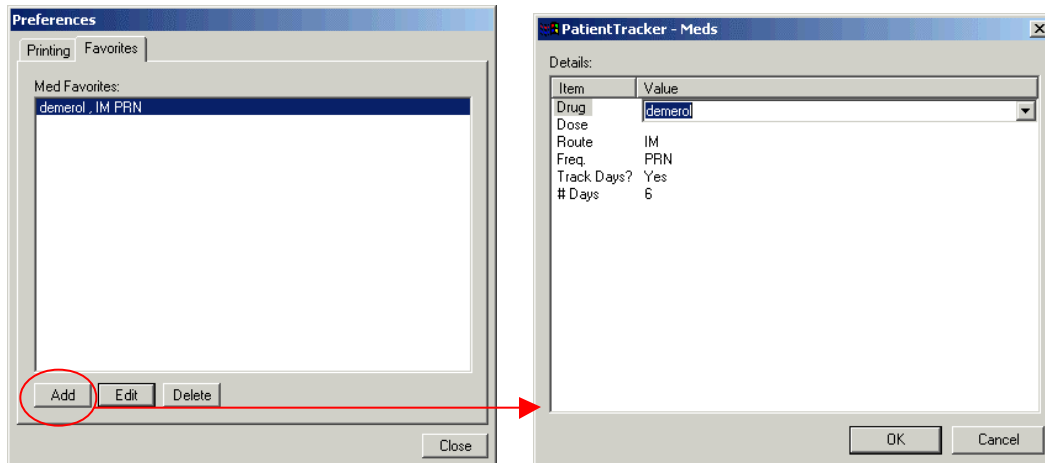 Preferences
Printing Favorites
Med Favorites:
demerol , IM PRN
Add Edit Delete
Close
PatientTracker - Meds
Details:
Item Value
Drug demerol
Dose
Route IM
Freq. PRN
Track Days? Yes
# Days 6
OK Cancel